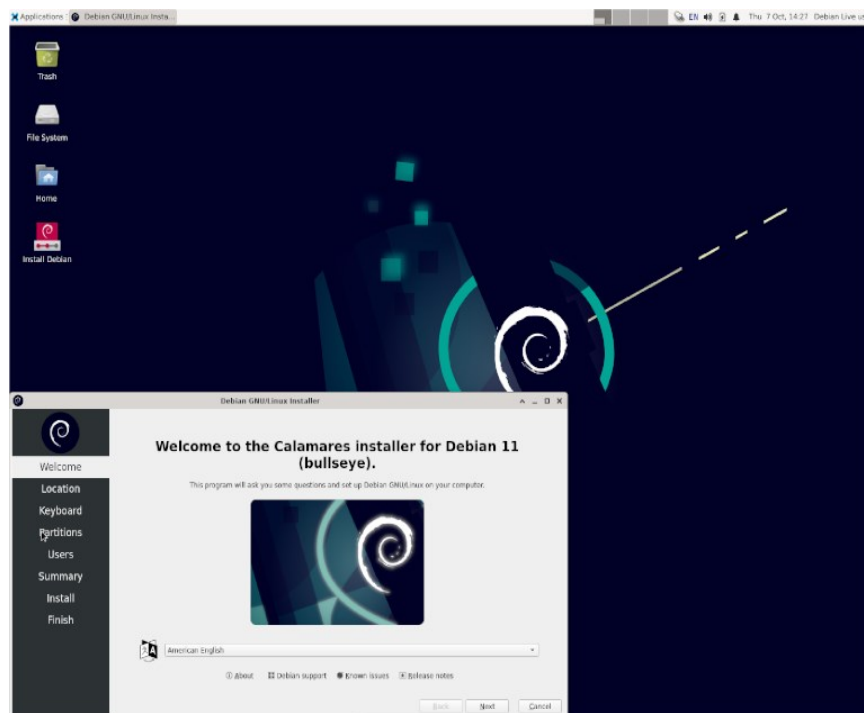 Applications
Debian GNU/Linux Insta...
EN
Thu 7 Oct, 14:27 Debian Live us
Trash
File System
Home
Install Debian
Debian GNU/Linux Installer
Welcome
Location
Keyboard
Partitions
Users
Summary
Install
Finish
Welcome to the Calamares installer for Debian 11
(bullseye).
This program will ask you some questions and set up Debian GNU/Linux on your computer.
American English
About Debian support Known issues Release notes
Back Next Cancel